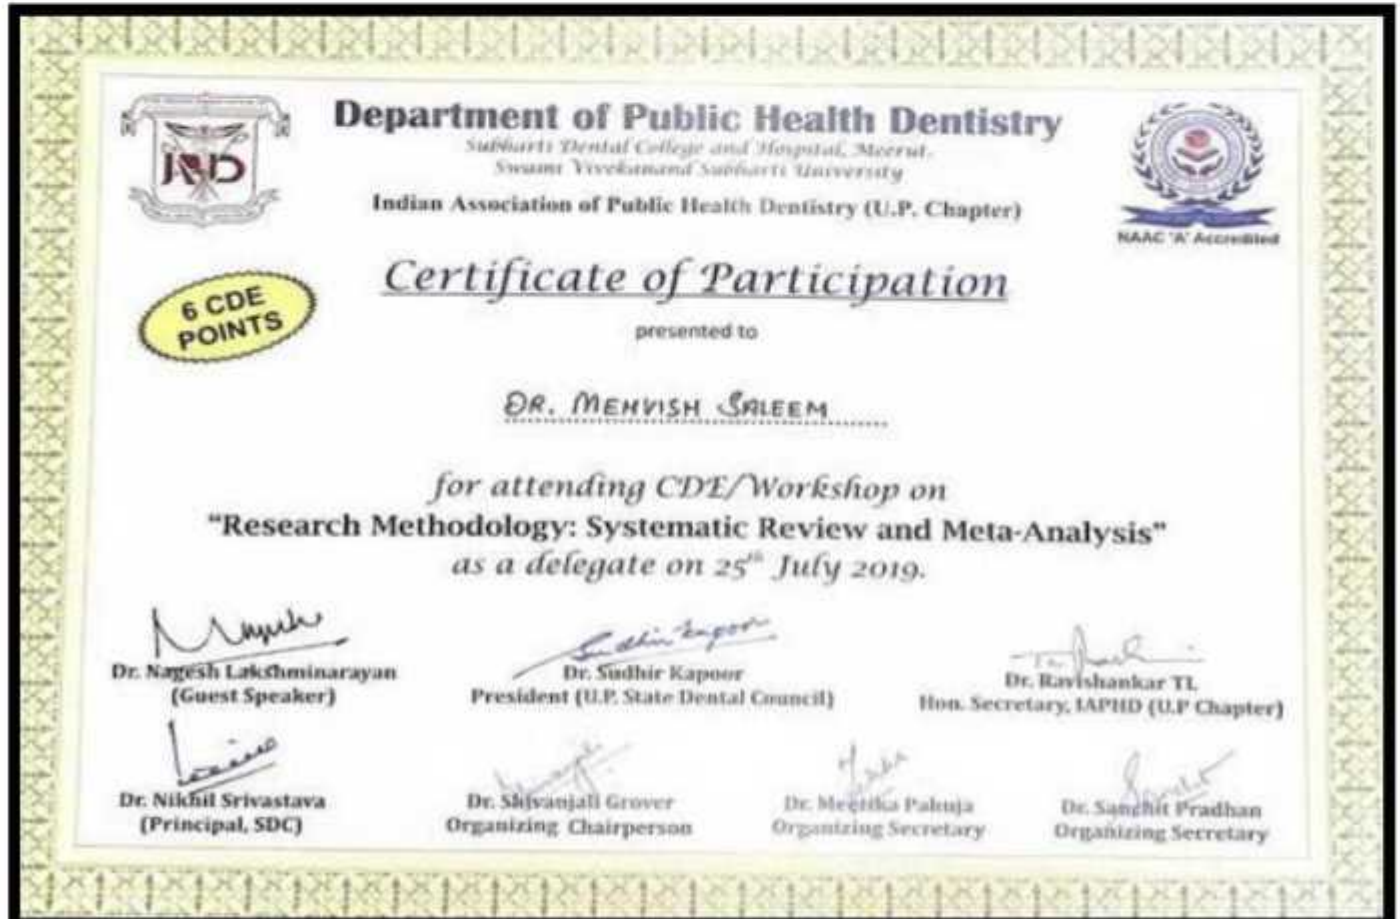 Department of Public Health Dentistry
Subharti Dental College and Hospital, Meerut.
Swami Vivekanand Subharti University
Indian Association of Public Health Dentistry (U.P. Chapter)
NAAC 'A' Accredited
Certificate of Participation
6 CDE
POINTS
presented to
DR. MEHVISH SALEEM
for attending CDE/Workshop on
"Research Methodology: Systematic Review and Meta-Analysis"
as a delegate on 25th July 2019.
Sudhir Kapoor
Dr. Nagesh Lakshminarayan
(Guest Speaker)
Dr. Sudhir Kapoor
President (U.P. State Dental Council)
Dr. Ravishankar TL
Hon. Secretary, IAPHD (U.P Chapter)
Dr. Nikhil Srivastava
(Principal, SDC)
Dr. Shivanjali Grover
Organizing Chairperson
Dr. Meetika Pahuja
Organizing Secretary
Dr. Sanchit Pradhan
Organizing Secretary